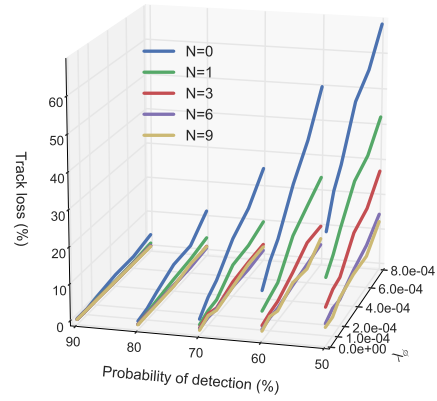 N=0
N=1
N=3
N=6
N=9
Track loss (%)
60
50
40
30
20
10
0
90
80
70
60
50
Probability of detection (%)
8.0e-04
6.0e-04
4.0e-04
2.0e-04
1.0e-04
0.0e+00